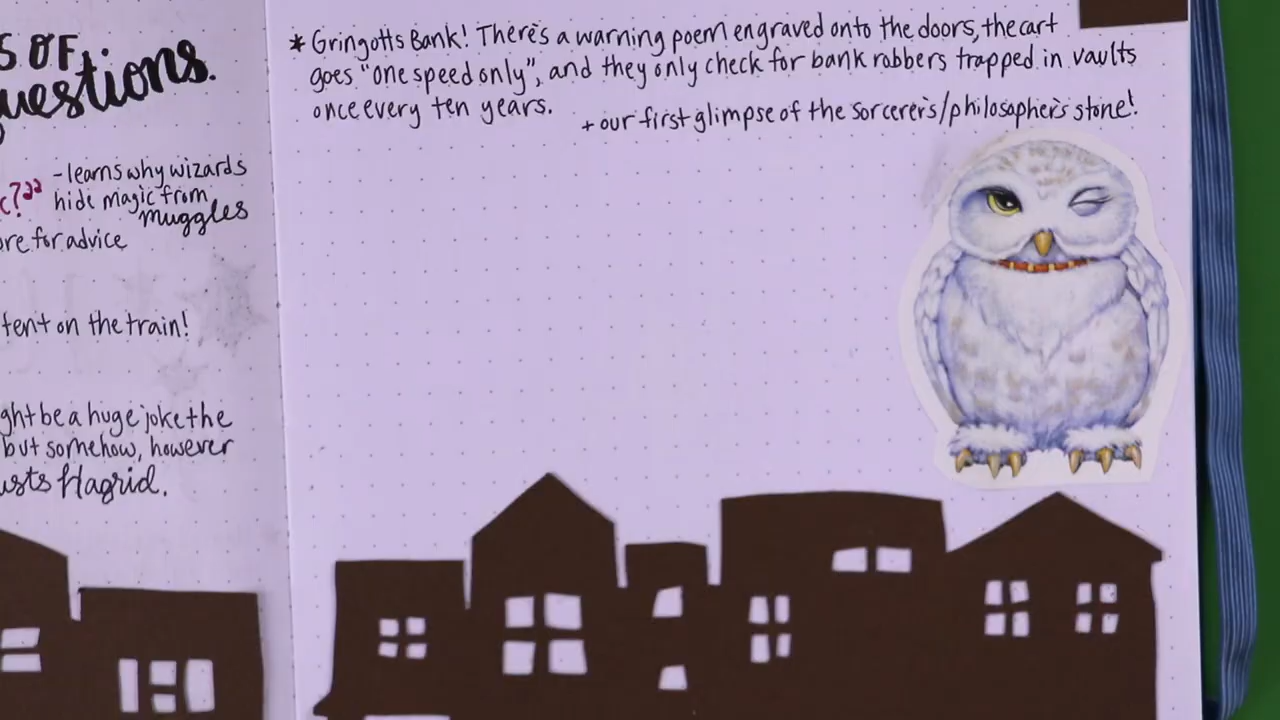 S OF
uestions.
c?"
- learns why wizards
hide magic from
muggles
ore for advice
tent on the train!
ght be a huge joke the
but somehow, however
usts Hagrid.
* Gringotts Bank! There's a warning poem engraved onto the doors, the cart
goes "one speed only", and they only check for bank robbers trapped in vaults
once every ten years.
+ our first glimpse of the sorcerer's/philosopher's stone!